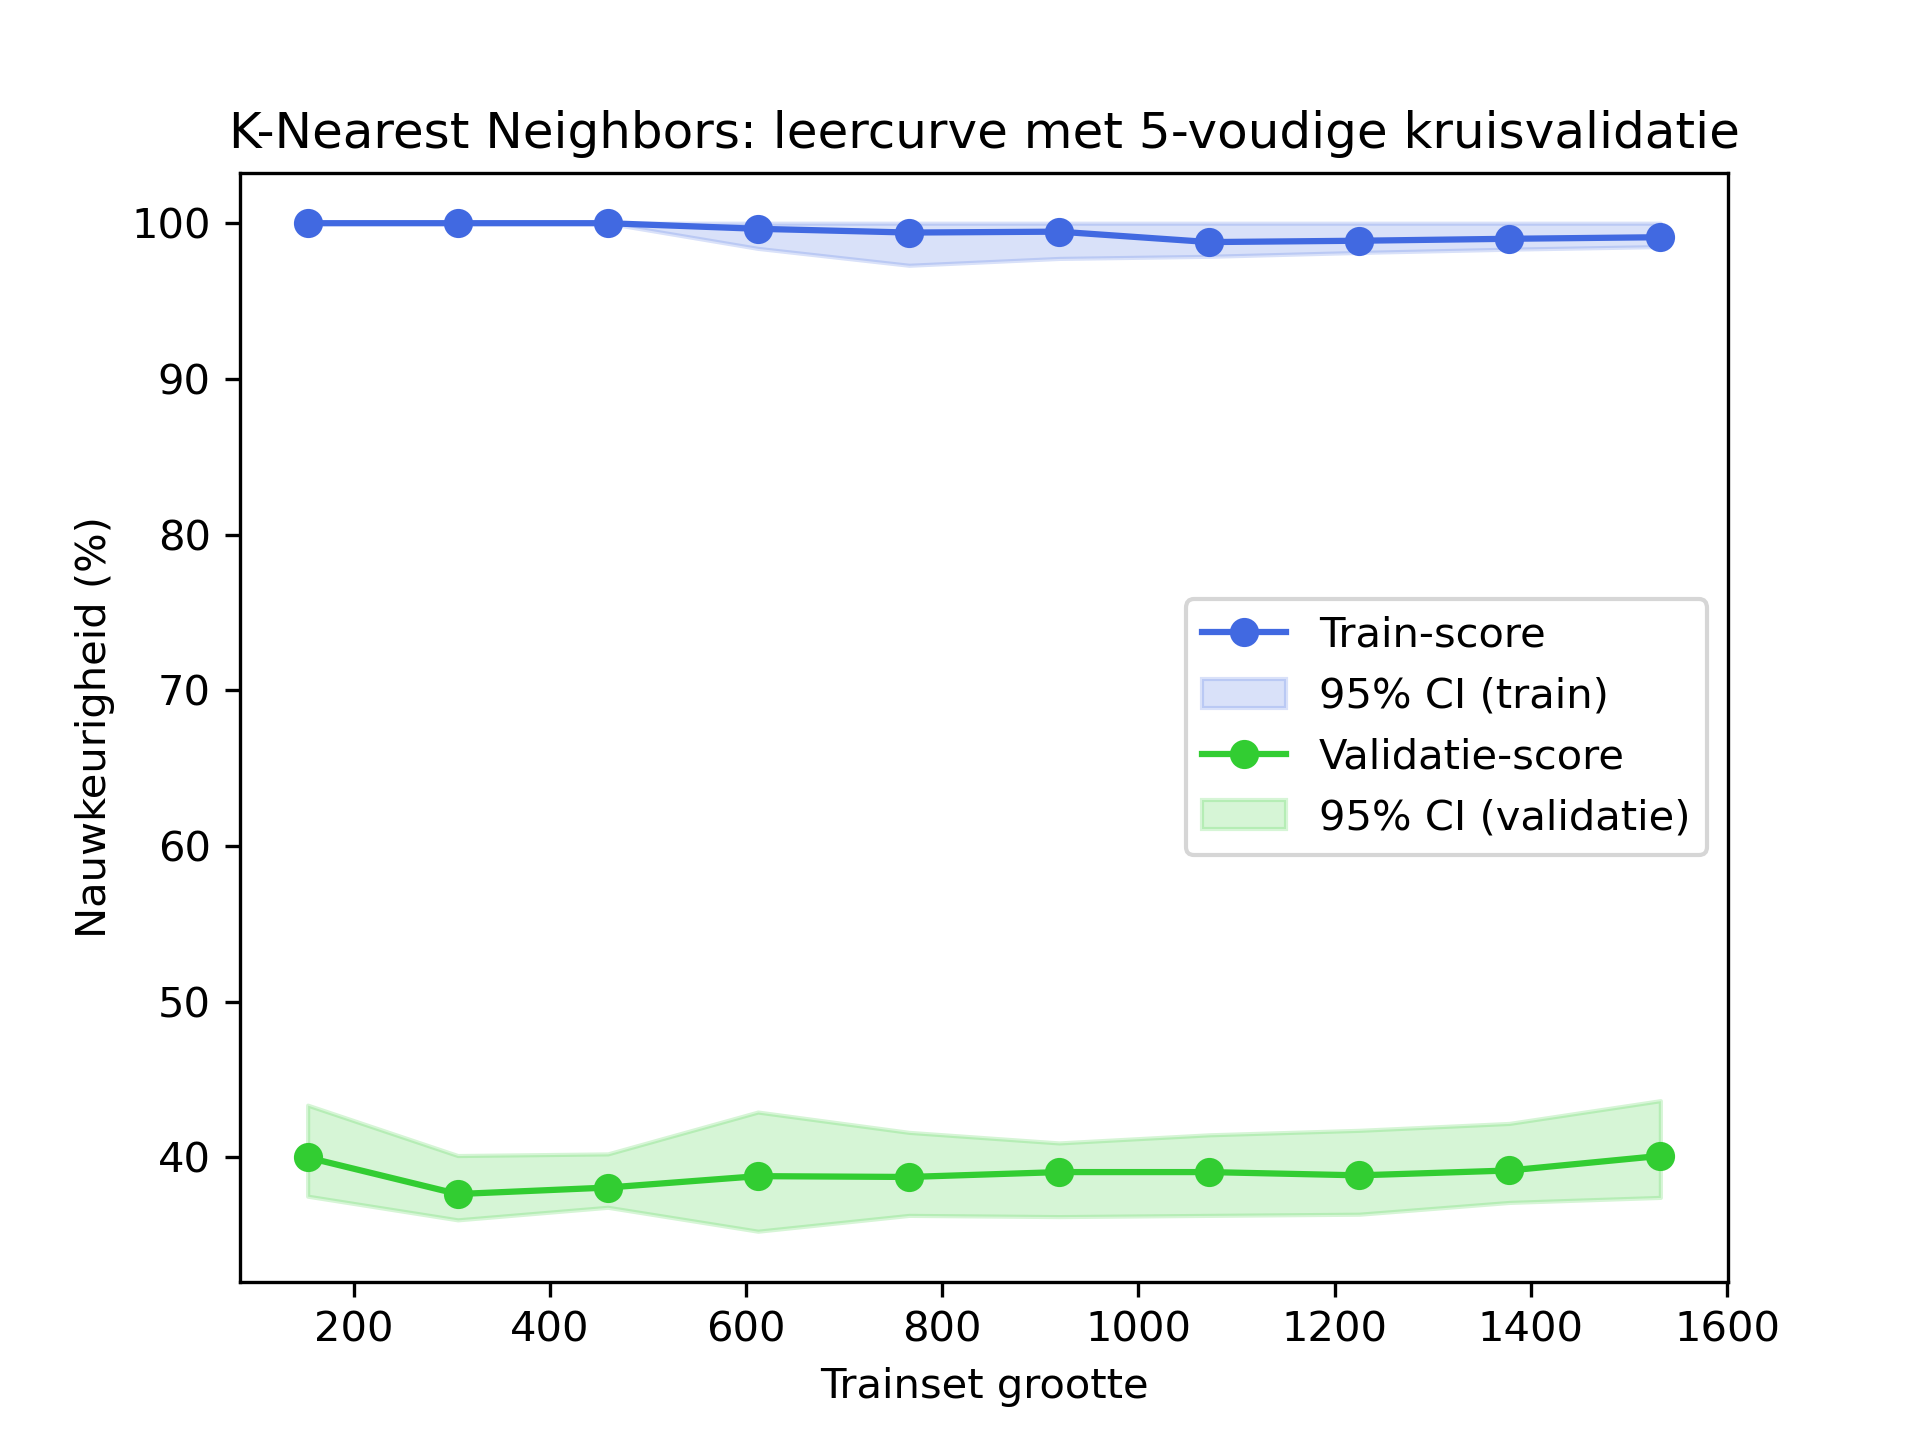 K-Nearest Neighbors: leercurve met 5-voudige kruisvalidatie
100
90
80
70
60
50
40
Nauwkeurigheid (%)
Train-score
95% CI (train)
Validatie-score
95% CI (validatie)
200 400 600 800 1000 1200 1400 1600
Trainset grootte